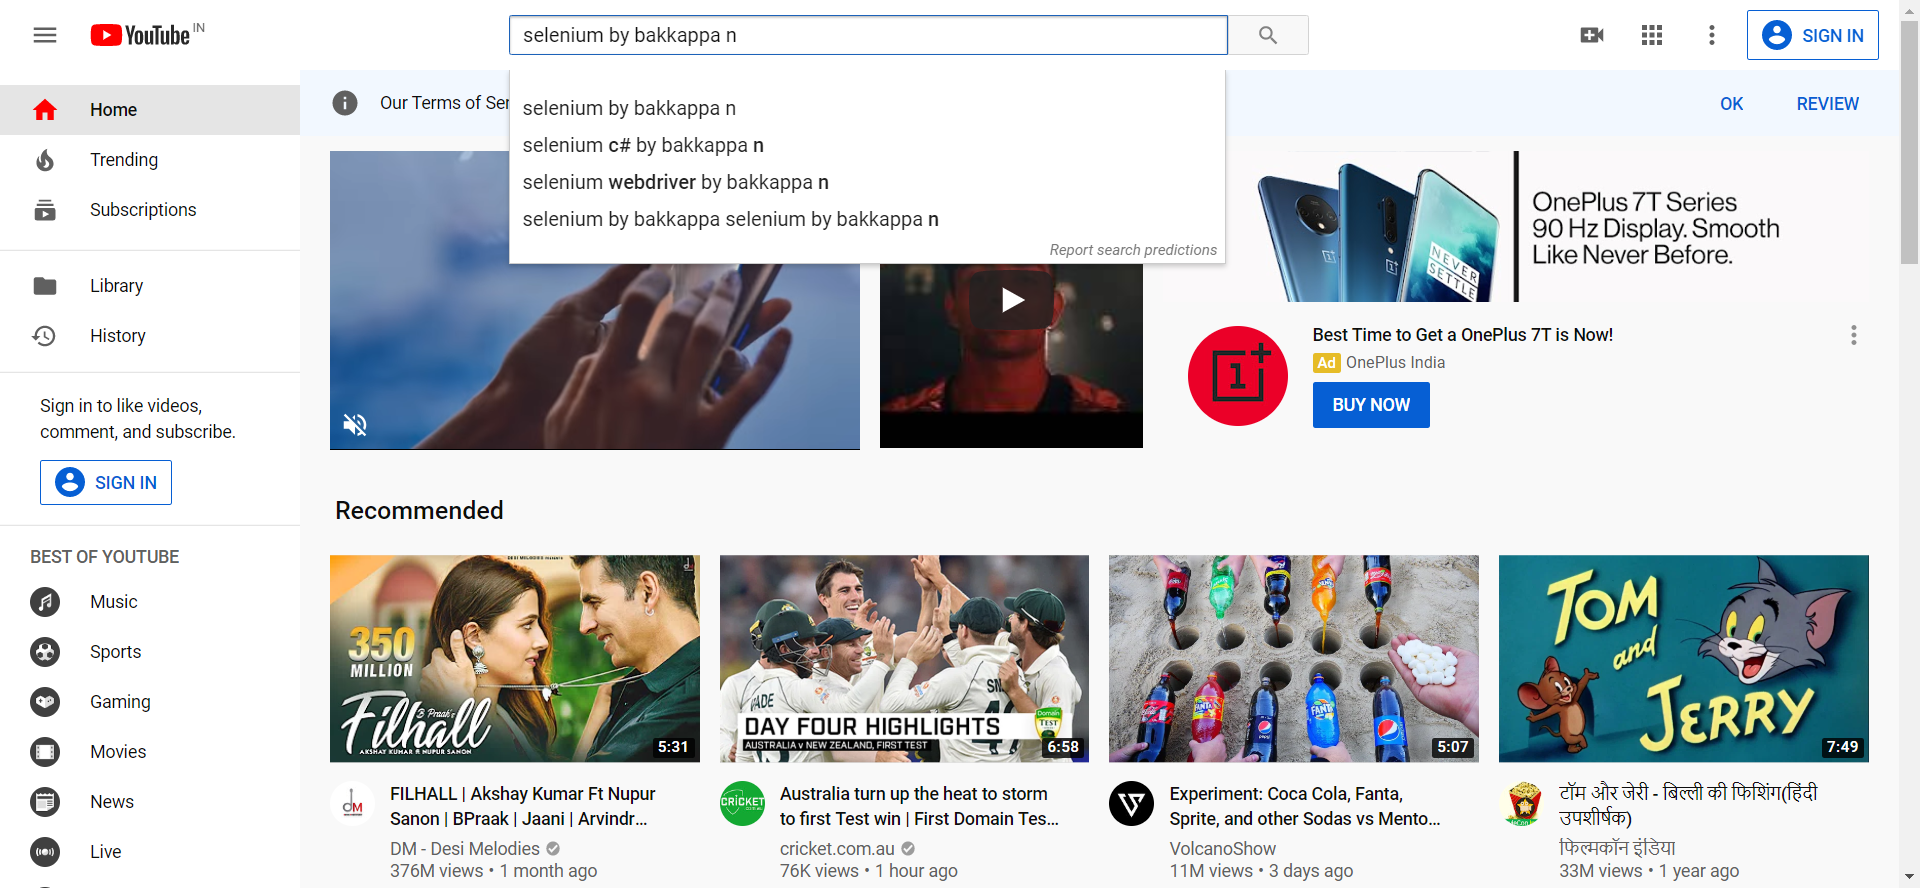 YouTube IN
selenium by bakkappa n
SIGN IN
Home
Trending
Subscriptions
Library
History
Sign in to like videos,
comment, and subscribe.
SIGN IN
BEST OF YOUTUBE
Music
Sports
Gaming
Movies
News
Live
Our Terms of Ser
OK
REVIEW
selenium by bakkappa n
selenium c# by bakkappa n
selenium webdriver by bakkappa n
selenium by bakkappa selenium by bakkappa n
Report search predictions
NEVER
SETTLE
OnePlus 7T Series
90 Hz Display. Smooth
Like Never Before.
Best Time to Get a OnePlus 7T is Now!
Ad OnePlus India
BUY NOW
Recommended
350
MILLION
B Praak's
Filhall
AKSHAY KUMAR & NUPUR SANON
5:31
FILHALL | Akshay Kumar Ft Nupur
Sanon | BPraak | Jaani | Arvindr...
DM - Desi Melodies
376M views • 1 month ago
DAY FOUR HIGHLIGHTS
AUSTRALIA v NEW ZEALAND, FIRST TEST
Domain
TEST
6:58
CRICKET
Australia turn up the heat to storm
to first Test win | First Domain Tes...
cricket.com.au
76K views • 1 hour ago
FANTA
pepsi
5:07
Experiment: Coca Cola, Fanta,
Sprite, and other Sodas vs Mento...
VolcanoShow
11M views • 3 days ago
TOM
and
JERRY
7:49
टॉम और जेरी - बिल्ली की फिशिंग(हिंदी
उपशीर्षक)
फिल्मकॉन इंडिया
33M views • 1 year ago